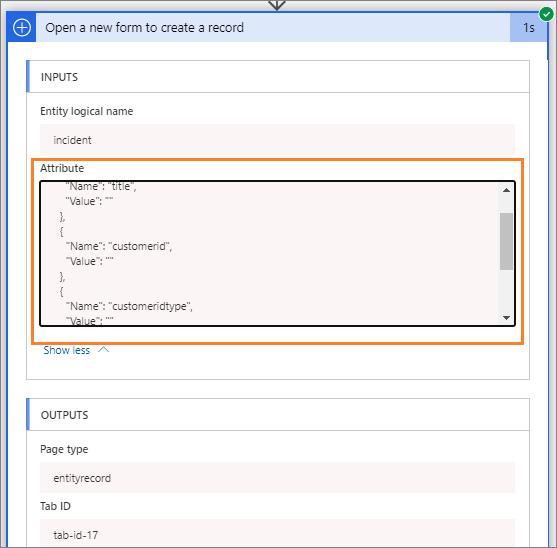 Open a new form to create a record
1s
INPUTS
Entity logical name
incident
Attribute
"Name": "title",
"Value": ""
},
{
"Name": "customerid",
"Value": ""
},
{
"Name": "customeridtype",
"Value": ""
Show less
OUTPUTS
Page type
entityrecord
Tab ID
tab-id-17